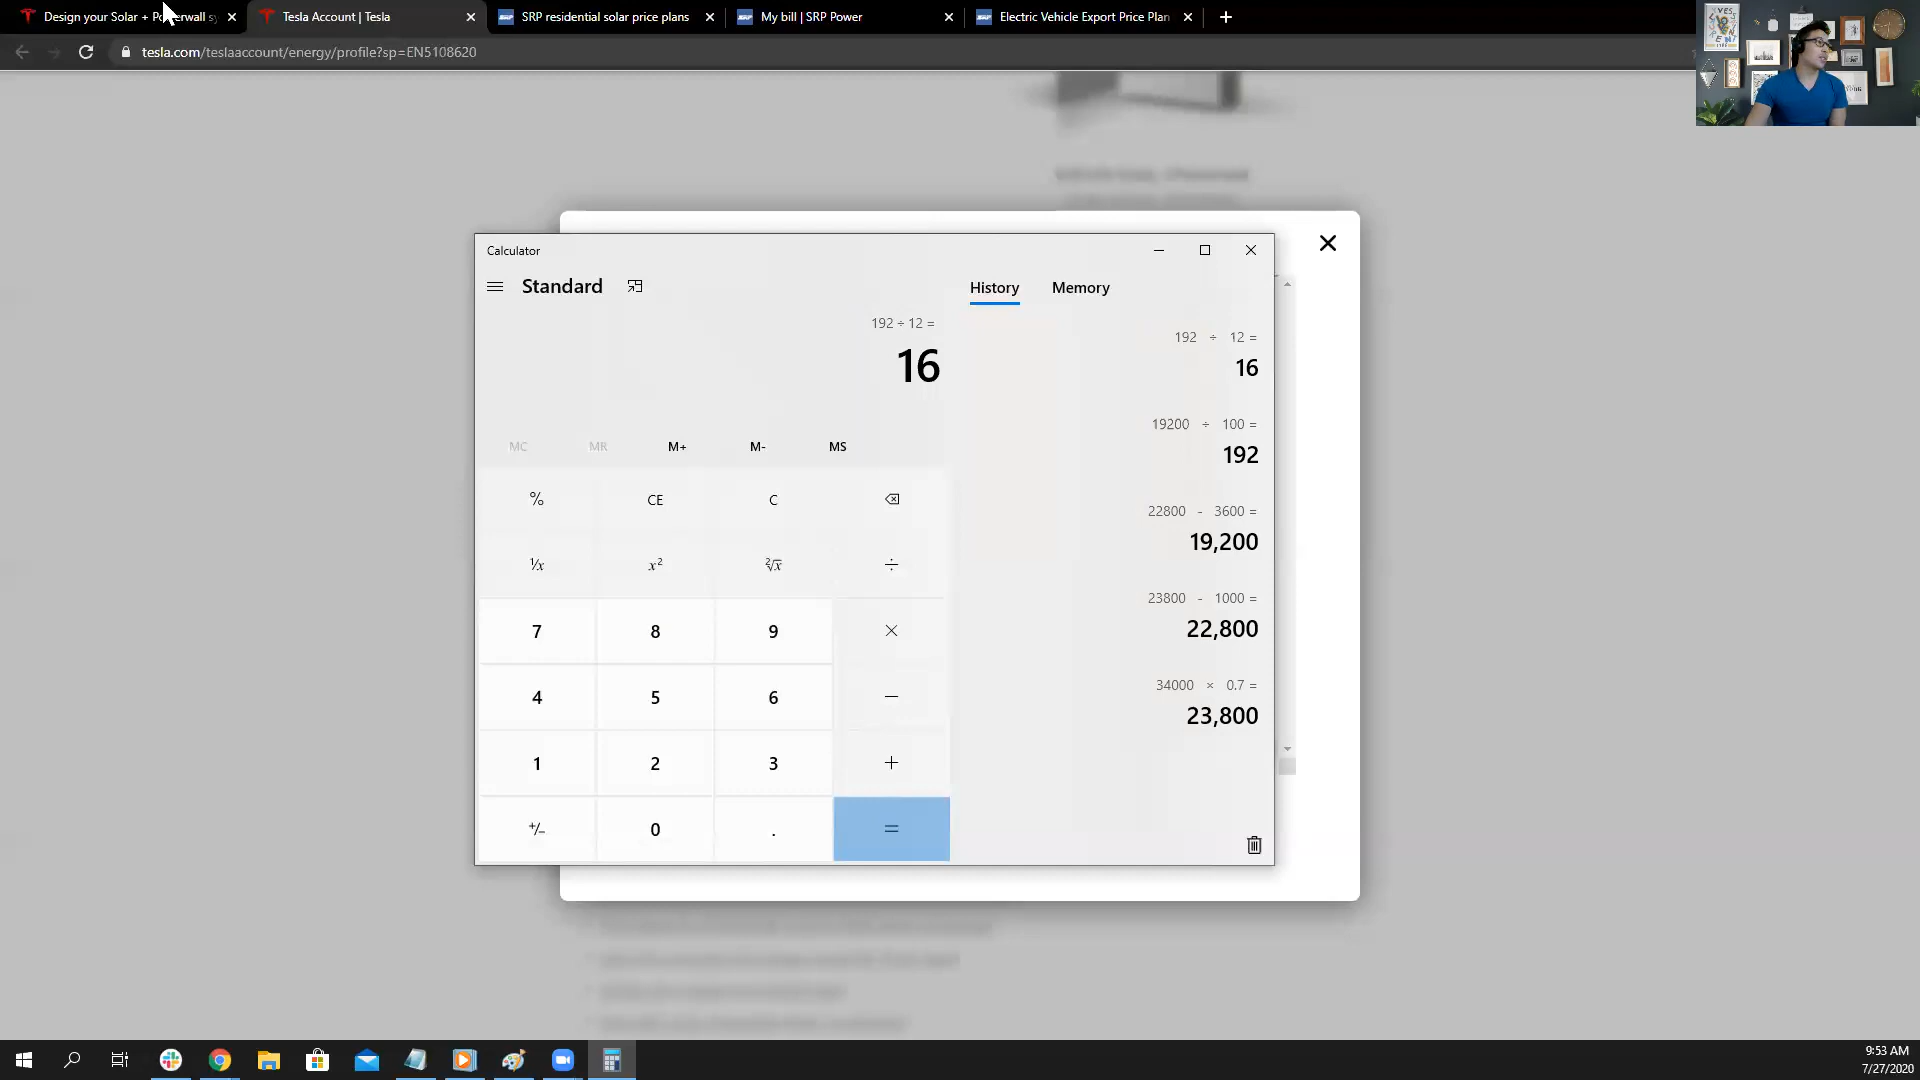 Design your Solar + Powerwall sy
Tesla Account | Tesla
SRP residential solar price plans
My bill | SRP Power
Electric Vehicle Export Price Plan
tesla.com/teslaaccount/energy/profile?sp=EN5108620
Calculator
Standard
History
Memory
192 ÷ 12 =
16
MC
MR
M+
M-
MS
%
CE
C
⌫
1/x
x²
²√x
÷
7
8
9
×
4
5
6
−
1
2
3
+
+/−
0
.
=
192 ÷ 12 =
16
19200 ÷ 100 =
192
22800 - 3600 =
19,200
23800 - 1000 =
22,800
34000 × 0.7 =
23,800
9:53 AM
7/27/2020